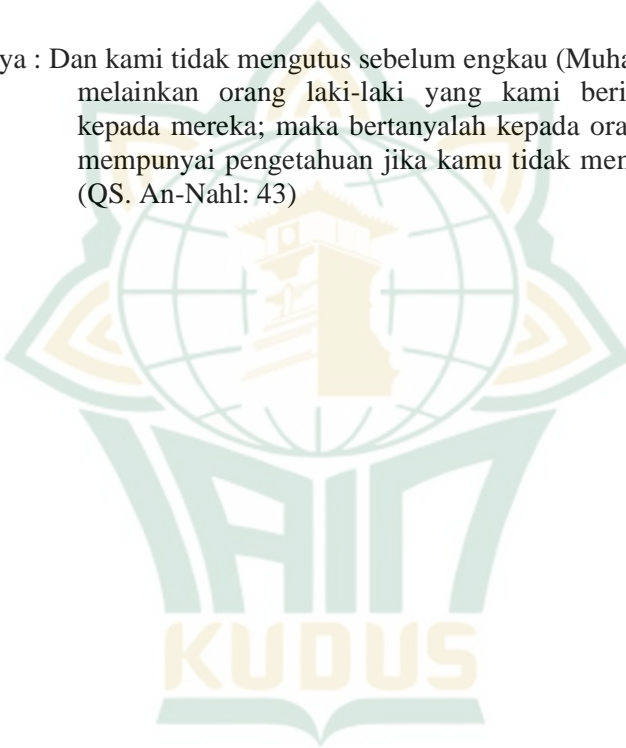 ya : Dan kami tidak mengutus sebelum engkau (Muha
melainkan orang laki-laki yang kami beri
kepada mereka; maka bertanyalah kepada ora
mempunyai pengetahuan jika kamu tidak men
(QS. An-Nahl: 43)
IAIN
KUDUS